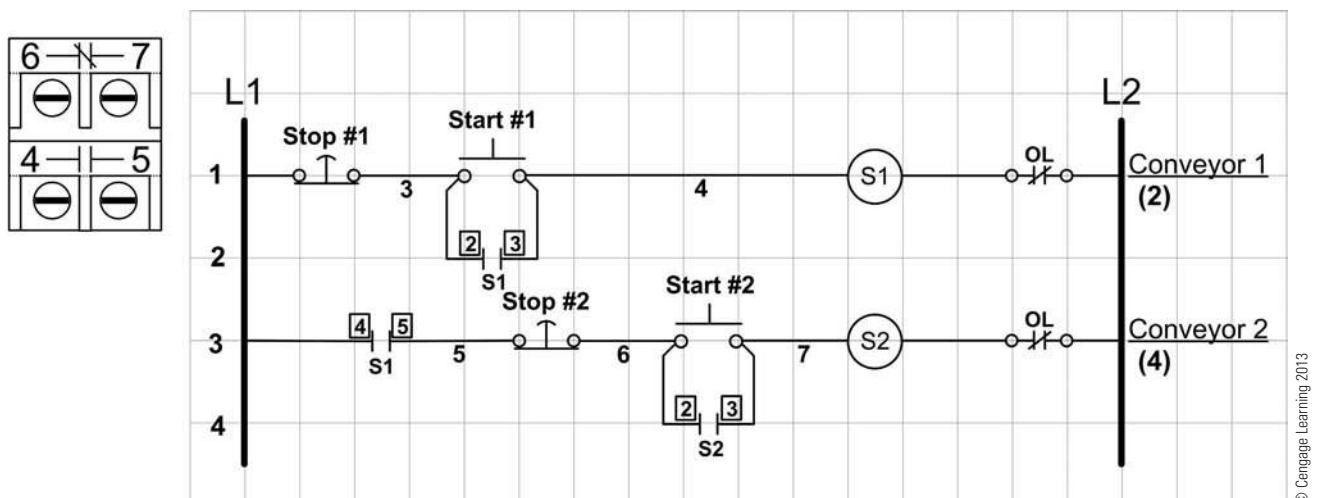 6 7
4 5
L1
L2
Stop #1
Start #1
1
3
4
S1
OL
Conveyor 1
(2)
2
2 3
S1
Stop #2
Start #2
3
4 5
S1
5
6
7
S2
OL
Conveyor 2
(4)
4
2 3
S2
© Cengage Learning 2013